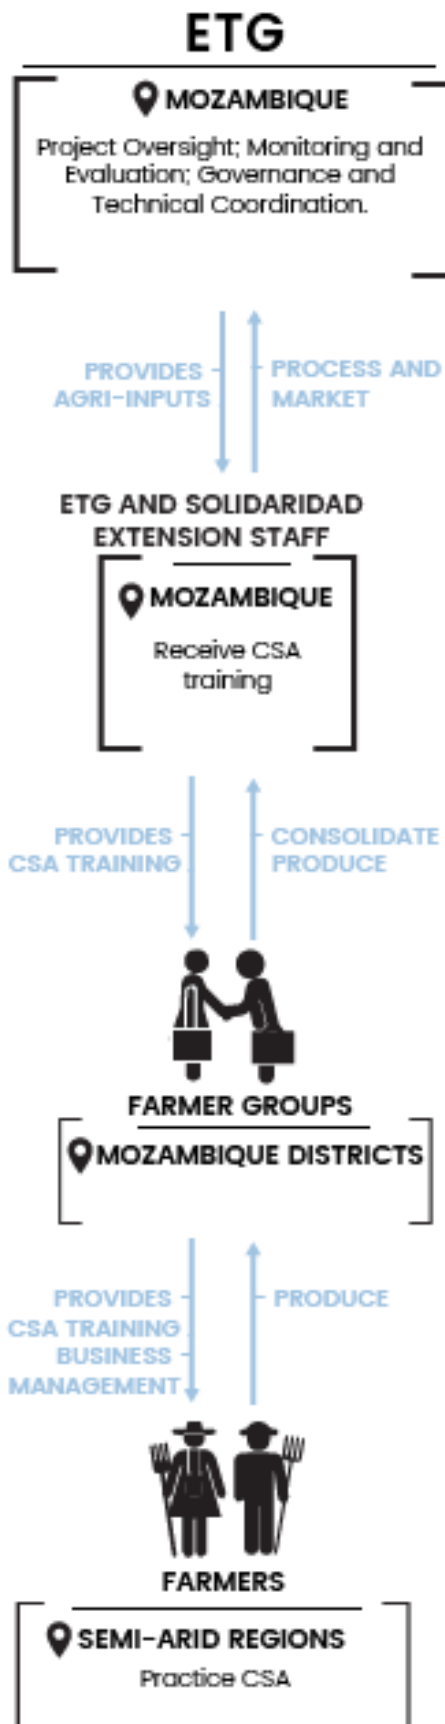 ETG
MOZAMBIQUE
Project Oversight; Monitoring and
Evaluation; Governance and
Technical Coordination.
PROVIDES
AGRI-INPUTS
PROCESS AND
MARKET
ETG AND SOLIDARIDAD
EXTENSION STAFF
MOZAMBIQUE
Receive CSA
training
PROVIDES
CSA TRAINING
CONSOLIDATE
PRODUCE
FARMER GROUPS
MOZAMBIQUE DISTRICTS
PROVIDES
CSA TRAINING
BUSINESS
MANAGEMENT
PRODUCE
FARMERS
SEMI-ARID REGIONS
Practice CSA